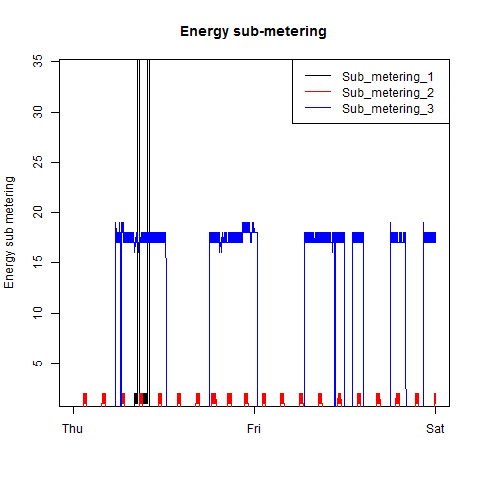 Energy sub-metering
Sub_metering_1
Sub_metering_2
Sub_metering_3
Energy sub metering
35
30
25
20
15
10
5
Thu Fri Sat